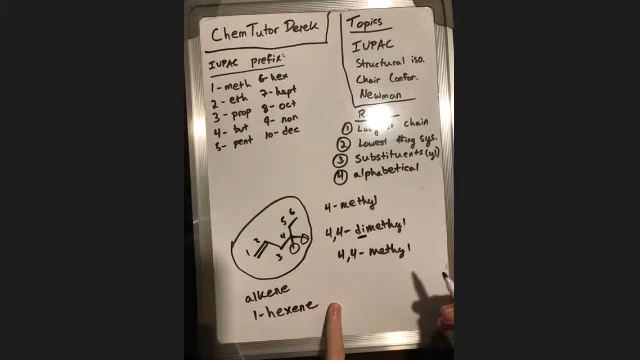 ChemTutor Derek
IUPAC prefix:
1- meth 6- hex
2- eth 7- hept
3- prop 8- oct
4- but 9- non
5- pent 10- dec
Topics
IUPAC
Structural iso.
Chair Confor.
Newman
① chain
② Lowest #ing sys.
③ Substituents (yl)
④ alphabetical
4-methyl
4,4-dimethyl
4,4-methyl
1 2 3 4 5 6
alkene
1-hexene